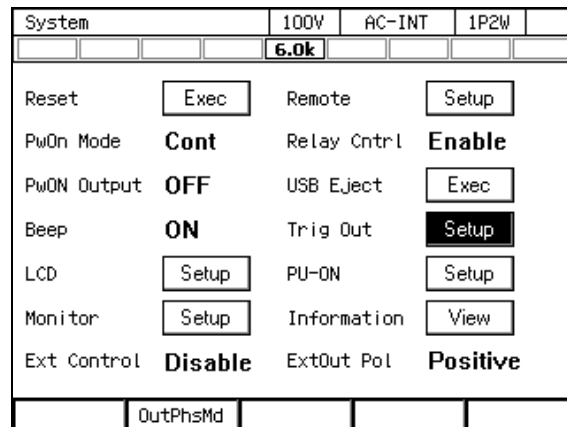 System 100V AC-INT 1P2W
6.0k
Reset Exec Remote Setup
PwOn Mode Cont Relay Cntrl Enable
PwON Output OFF USB Eject Exec
Beep ON Trig Out Setup
LCD Setup PU-ON Setup
Monitor Setup Information View
Ext Control Disable ExtOut Pol Positive
OutPhsMd